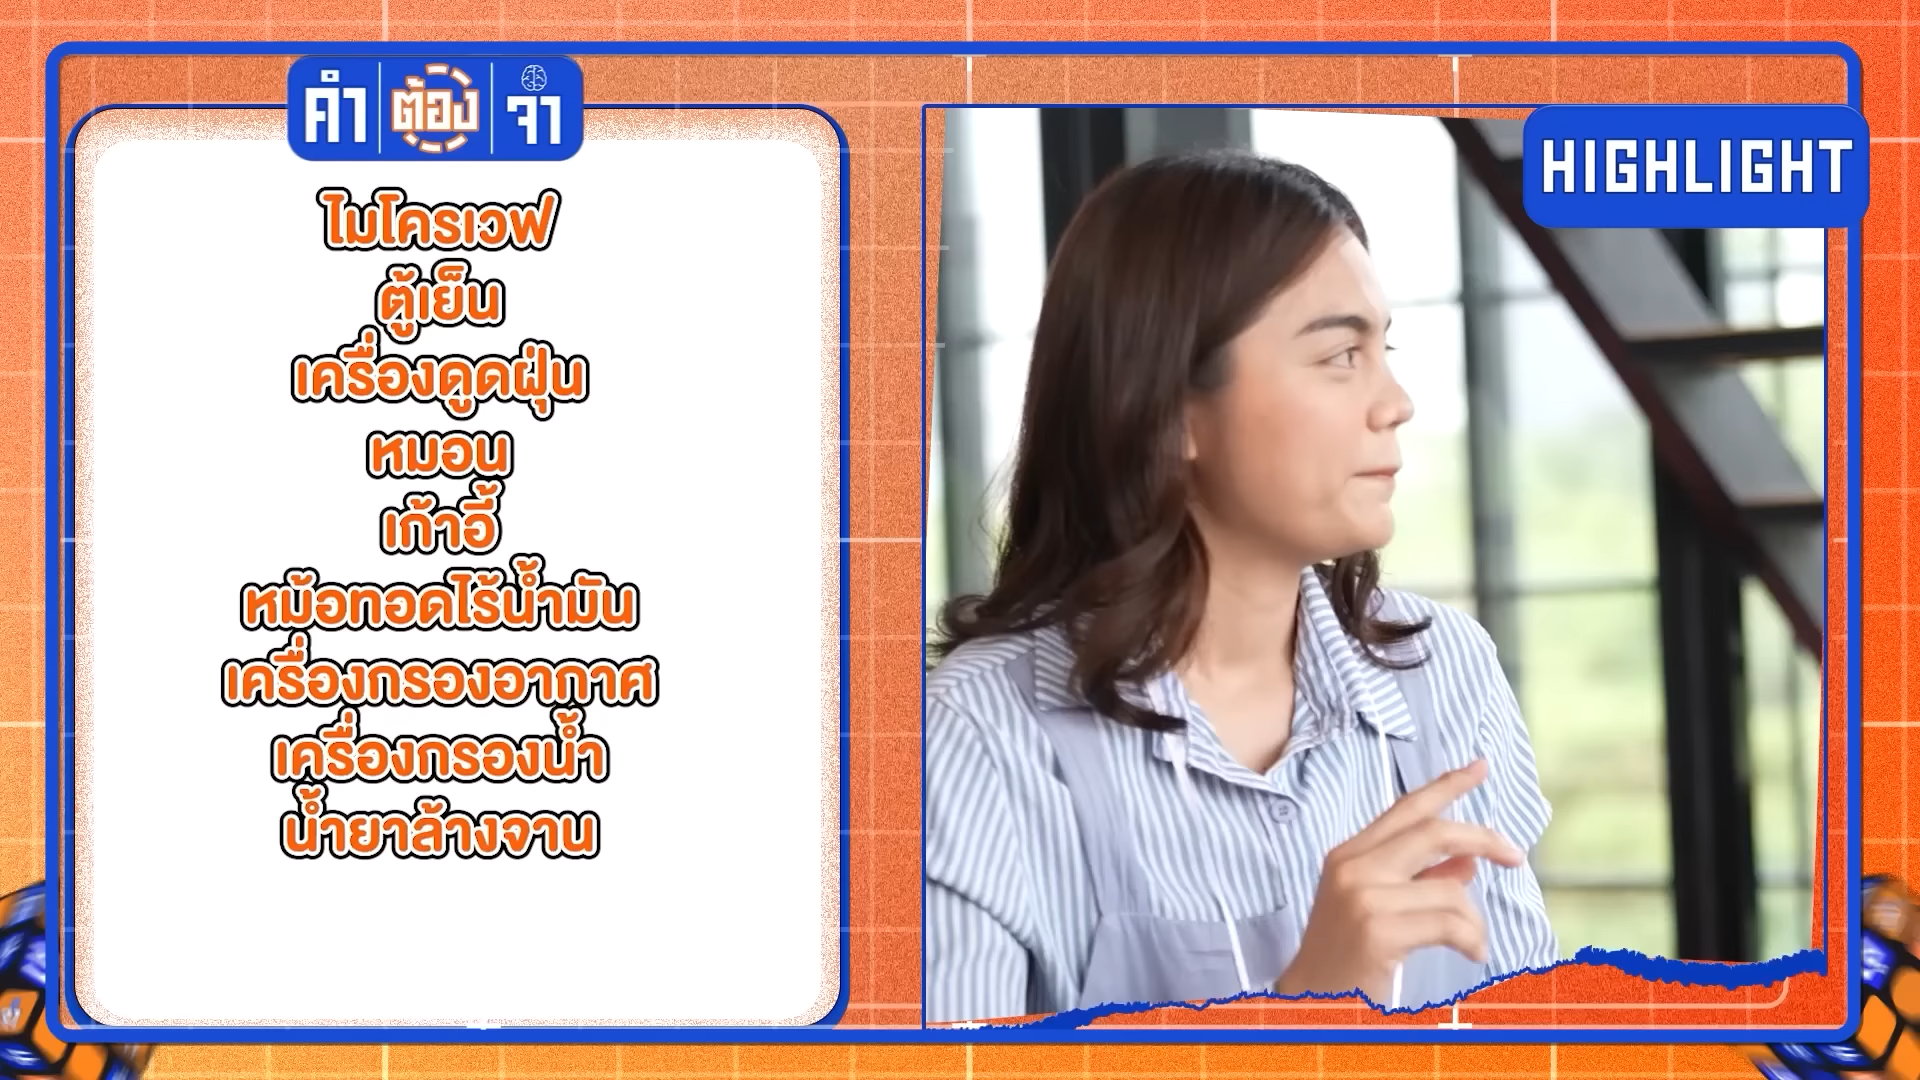 คำ ต้อง จำ
HIGHLIGHT
ไมโครเวฟ
ตู้เย็น
เครื่องดูดฝุ่น
หมอน
เก้าอี้
หม้อทอดไร้น้ำมัน
เครื่องกรองอากาศ
เครื่องกรองน้ำ
น้ำยาล้างจาน